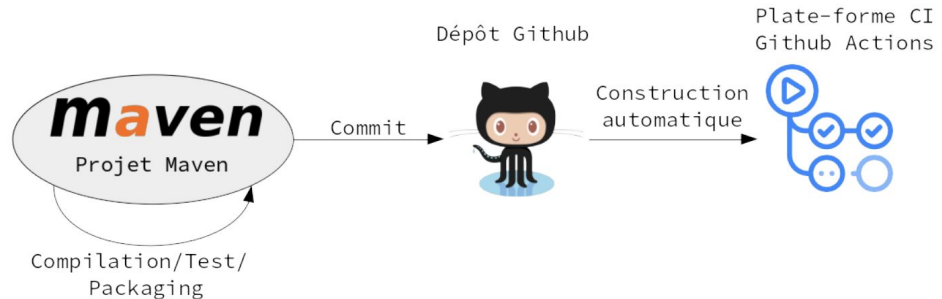 maven
Projet Maven
Compilation/Test/
Packaging
Commit
Dépôt Github
Construction
automatique
Plate-forme CI
Github Actions